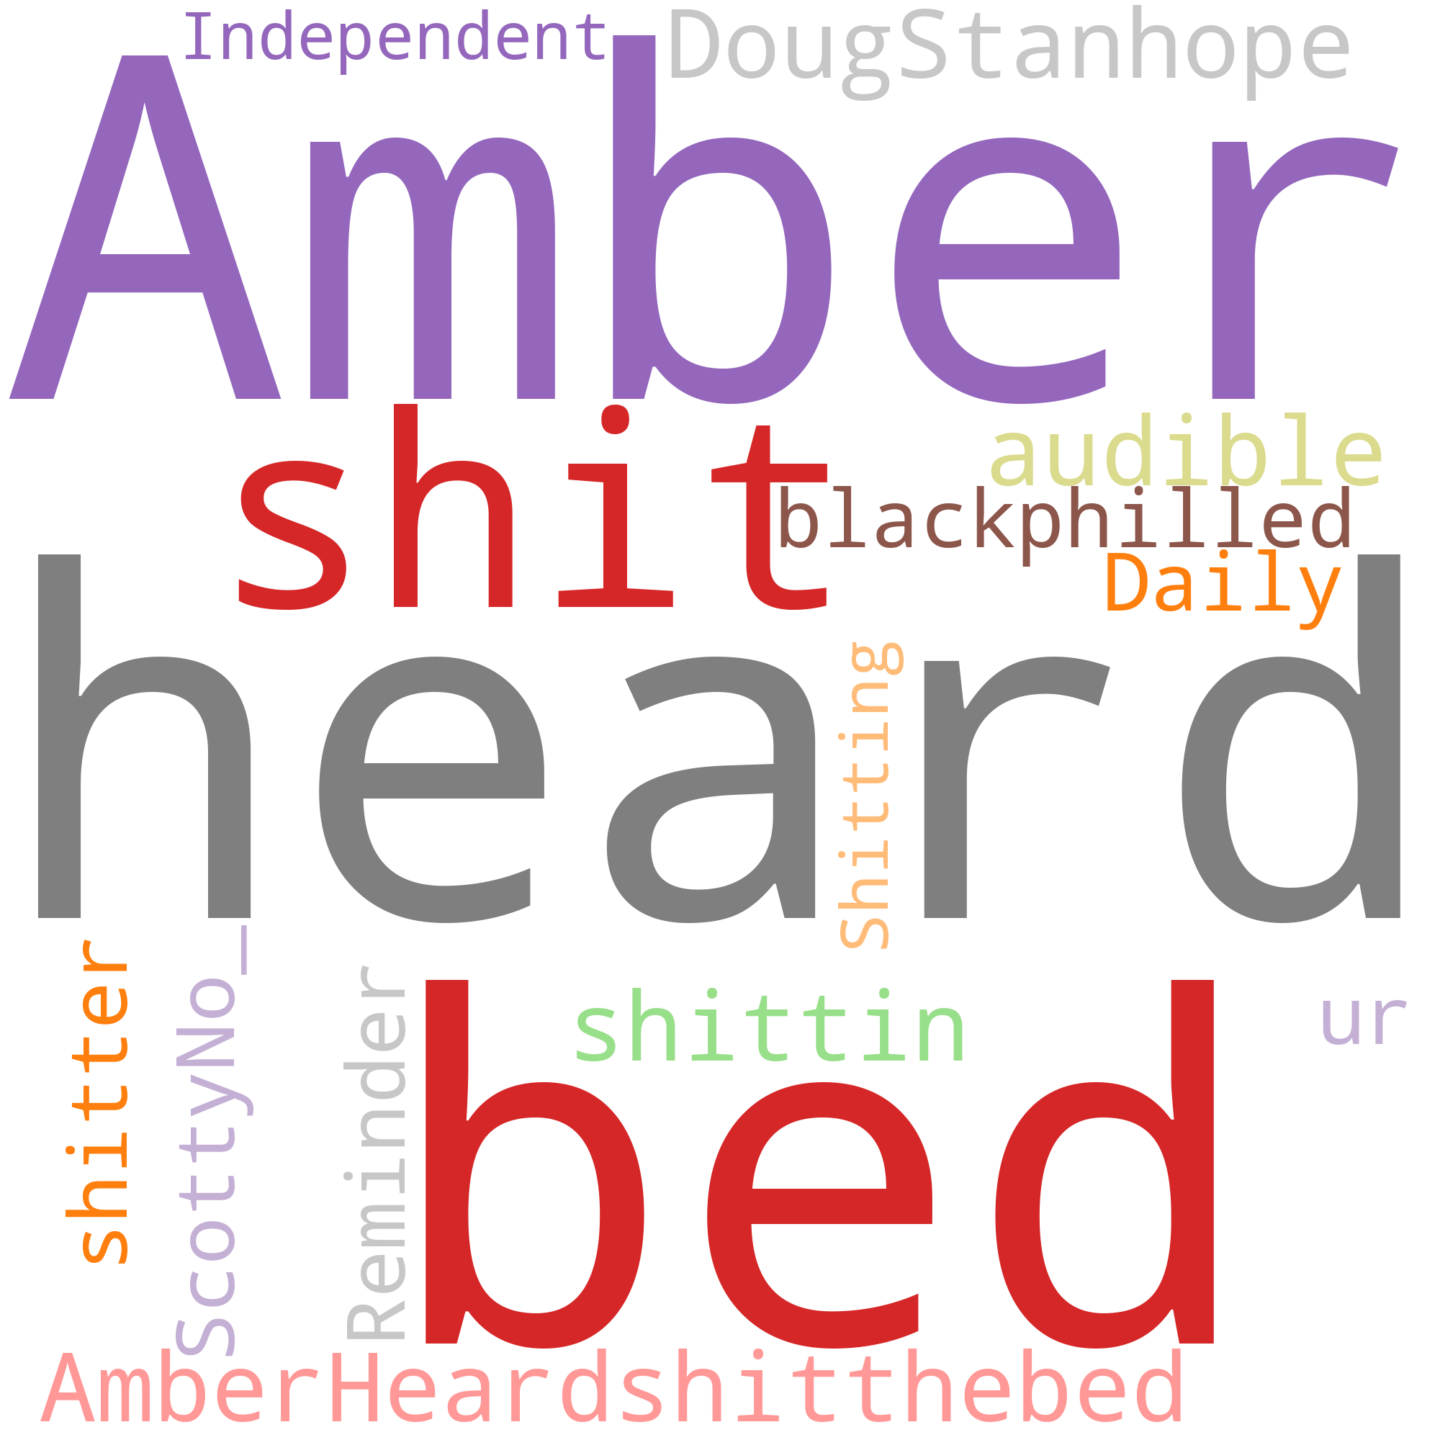 Independent
DougStanhope
Amber
shit
audible
blackphilled
Daily
heard
Shitting
shitter
ScottyNo_
Reminder
shittin
ur
bed
AmberHeardshitthebed